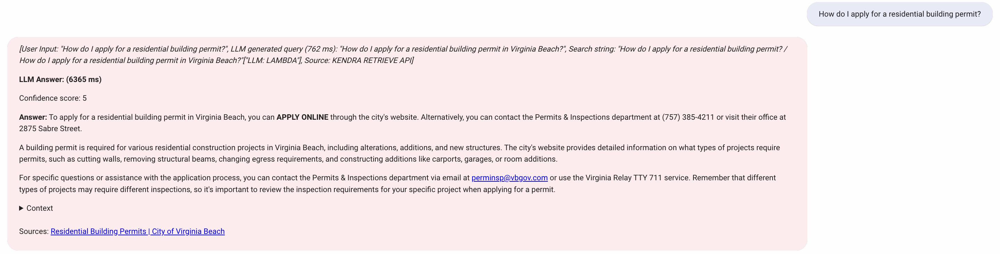 How do I apply for a residential building permit?
[User Input: "How do I apply for a residential building permit?", LLM generated query (762 ms): "How do I apply for a residential building permit in Virginia Beach?", Search string: "How do I apply for a residential building permit? /
How do I apply for a residential building permit in Virginia Beach?"["LLM: LAMBDA"], Source: KENDRA RETRIEVE API]
LLM Answer: (6365 ms)
Confidence score: 5
Answer: To apply for a residential building permit in Virginia Beach, you can APPLY ONLINE through the city's website. Alternatively, you can contact the Permits & Inspections department at (757) 385-4211 or visit their office at
2875 Sabre Street.
A building permit is required for various residential construction projects in Virginia Beach, including alterations, additions, and new structures. The city's website provides detailed information on what types of projects require
permits, such as cutting walls, removing structural beams, changing egress requirements, and constructing additions like carports, garages, or room additions.
For specific questions or assistance with the application process, you can contact the Permits & Inspections department via email at perminsp@vbgov.com or use the Virginia Relay TTY 711 service. Remember that different
types of projects may require different inspections, so it's important to review the inspection requirements for your specific project when applying for a permit.
▶ Context
Sources: Residential Building Permits | City of Virginia Beach